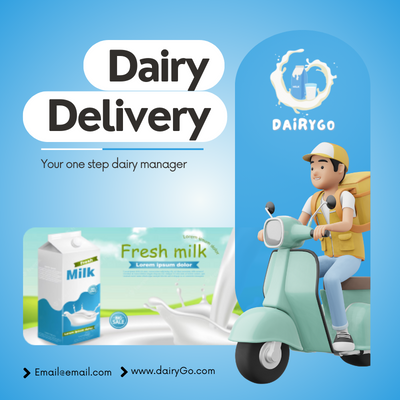 Dairy
Delivery
Your one step dairy manager
DAiRYGO
Fresh milk
Lorem ipsum dolor
Milk
Email@email.com
www.dairyGo.com